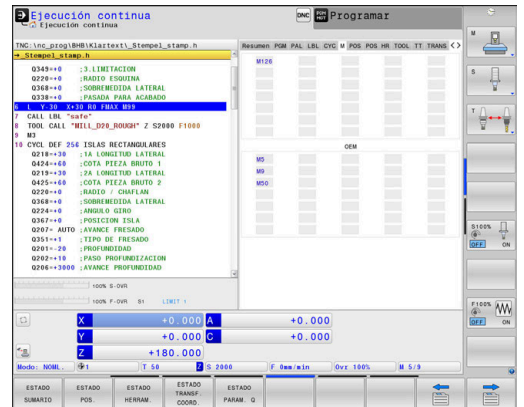 Ejecución continua
Ejecución continua
DNC
Programar
TNC:\nc_prog\BHB\Klartext\_Stempel_stamp.h
→_Stempel_stamp.h
Q349=+0 ;3.LIMITACION
Q220=+0 ;RADIO ESQUINA
Q368=+0 ;SOBREMEDIDA LATERAL
Q338=+0 ;PASADA PARA ACABADO
6 L Y-30 X+30 R0 FMAX M99
7 CALL LBL "safe"
8 TOOL CALL "MILL_D20_ROUGH" Z S2000 F1000
9 M3
10 CYCL DEF 256 ISLAS RECTANGULARES
Q218=+30 ;1A LONGITUD LATERAL
Q424=+60 ;COTA PIEZA BRUTO 1
Q219=+30 ;2A LONGITUD LATERAL
Q425=+60 ;COTA PIEZA BRUTO 2
Q220=+0 ;RADIO / CHAFLAN
Q368=+0 ;SOBREMEDIDA LATERAL
Q224=+0 ;ANGULO GIRO
Q367=+0 ;POSICION ISLA
Q207= AUTO ;AVANCE FRESADO
Q351=+1 ;TIPO DE FRESADO
Q201=-20 ;PROFUNDIDAD
Q202=+10 ;PASO PROFUNDIZACION
Q206=+3000 ;AVANCE PROFUNDIDAD
Resumen PGM PAL LBL CYC M POS POS HR TOOL TT TRANS
M126
OEM
M5
M9
M50
100% S-OVR
100% F-OVR S1 LIMIT 1
X +0.000 A +0.000
Y +0.000 C +0.000
Z +180.000
Modo: NOML. 1 T 56 Z S 2000 F 0mm/min Ovr 100% M 5/9
M
S
T
S100%
OFF ON
F100%
OFF ON
ESTADO SUMARIO
ESTADO POS.
ESTADO HERRAM.
ESTADO TRANSF. COORD.
ESTADO PARAM. Q